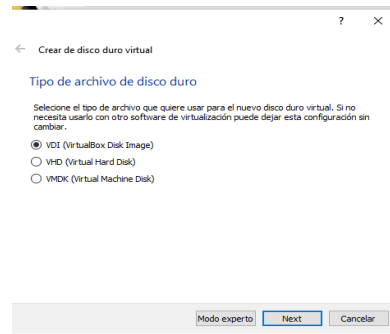 ?
Crear de disco duro virtual
Tipo de archivo de disco duro
Selecione el tipo de archivo que quiere usar para el nuevo disco duro virtual. Si no
necesita usarlo con otro software de virtualización puede dejar esta configuración sin
cambiar.
VDI (VirtualBox Disk Image)
VHD (Virtual Hard Disk)
VMDK (Virtual Machine Disk)
Modo experto Next Cancelar